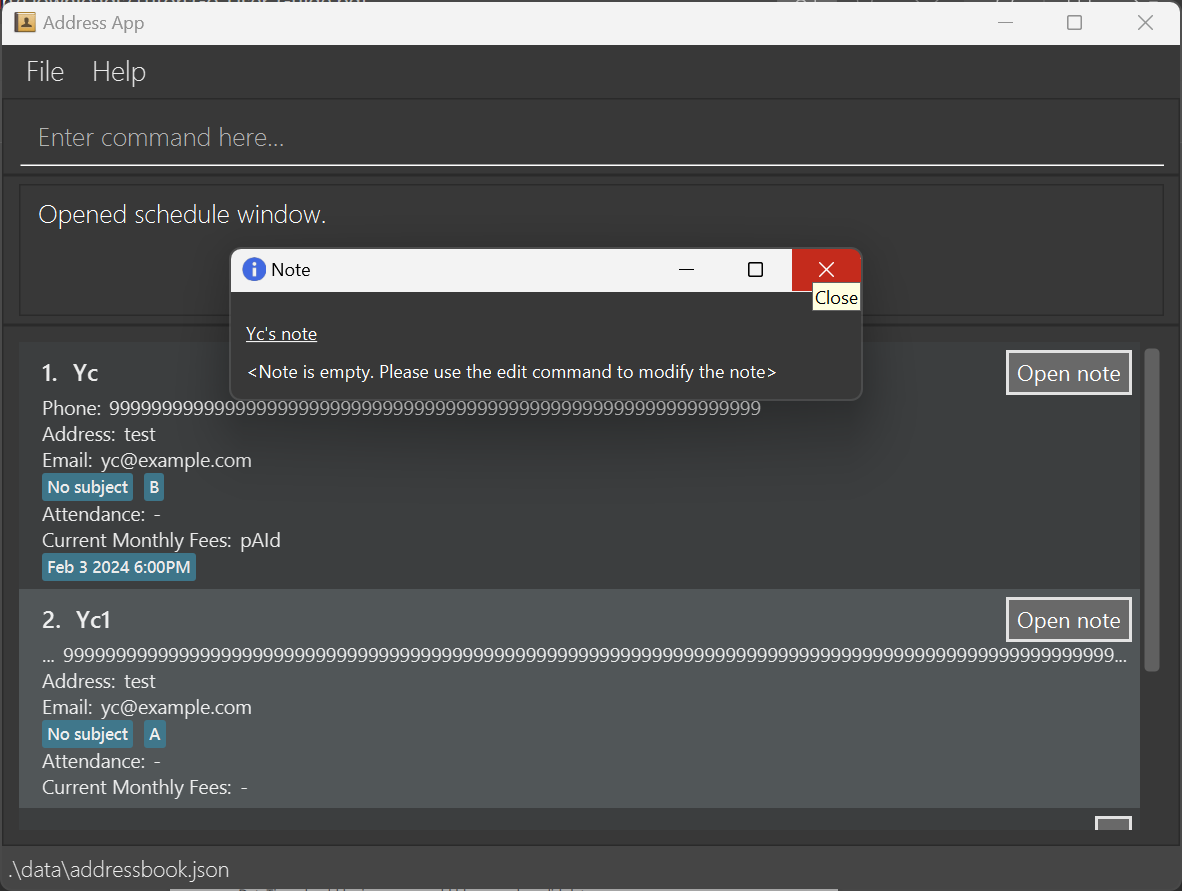 Address App
File Help
Enter command here...
Opened schedule window.
Note
Close
Yc's note
<Note is empty. Please use the edit command to modify the note>
1. Yc
Open note
Address: test
Email: yc@example.com
No subject B
Attendance: -
Current Monthly Fees: pAId
Feb 3 2024 6:00PM
2. Yc1
Open note
Address: test
Email: yc@example.com
No subject A
Attendance: -
Current Monthly Fees: -
.\data\addressbook.json